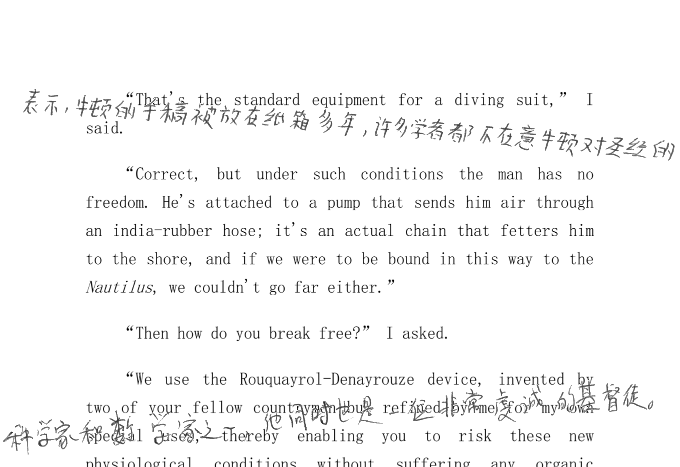 “That's the standard equipment for a diving suit,” I
表示，牛顿的手稿被放在纸箱多年，许多学者都不在意牛顿对圣经的
said.
“Correct, but under such conditions the man has no
freedom. He's attached to a pump that sends him air through
an india-rubber hose; it's an actual chain that fetters him
to the shore, and if we were to be bound in this way to the
Nautilus, we couldn't go far either.”
“Then how do you break free?” I asked.
“We use the Rouquayrol-Denayrouze device, invented by
two of your fellow countrymen but refined by me for my own
科学家和数学家之一，他同时也是一位非常虔诚的基督徒。
special uses, thereby enabling you to risk these new
physiological conditions without suffering any organic